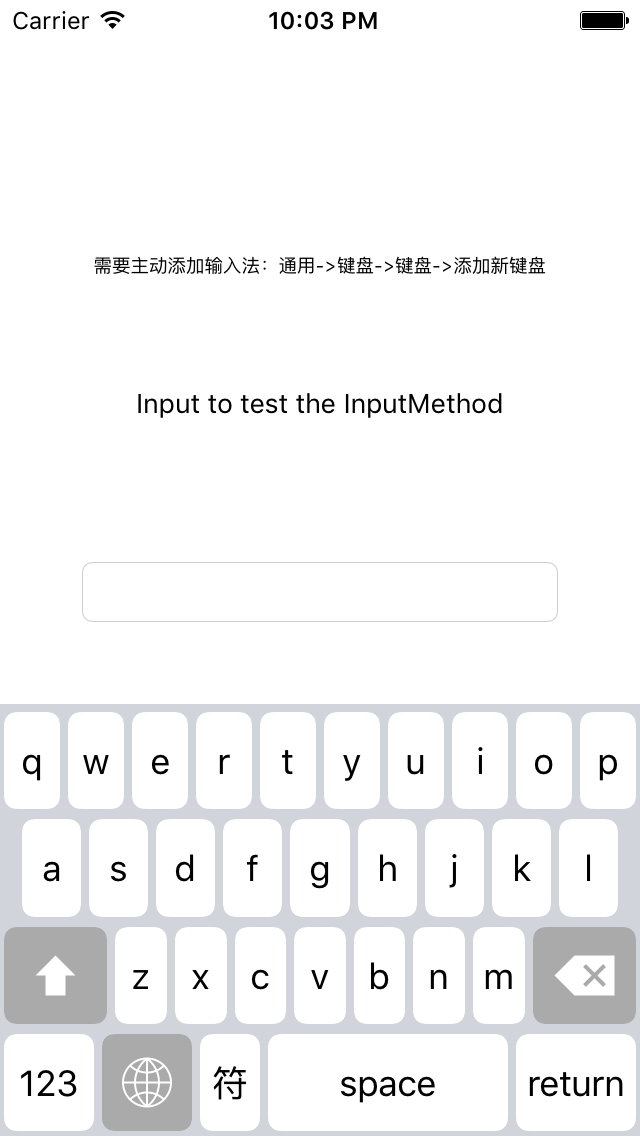 Carrier 10:03 PM
需要主动添加输入法：通用->键盘->键盘->添加新键盘
Input to test the InputMethod
q w e r t y u i o p
a s d f g h j k l
z x c v b n m
123 符 space return